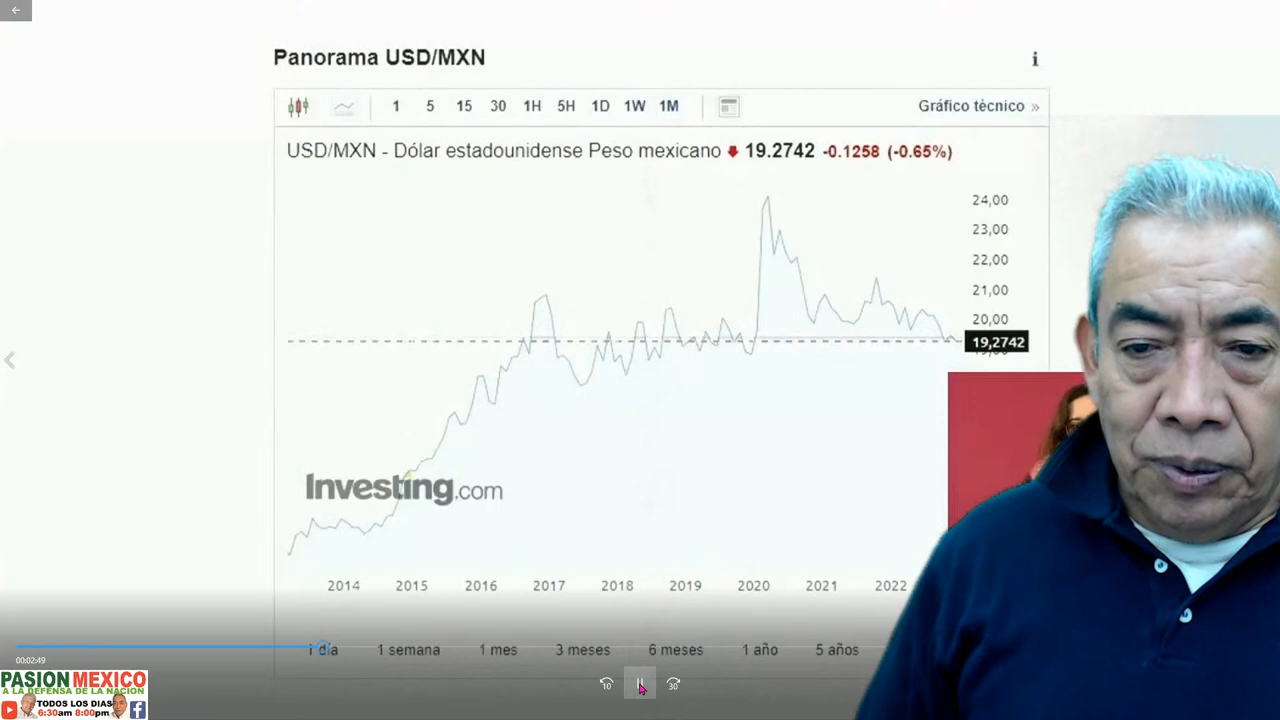 Panorama USD/MXN
1 5 15 30 1H 5H 1D 1W 1M Gráfico técnico »
USD/MXN - Dólar estadounidense Peso mexicano 19.2742 -0.1258 (-0.65%)
24,00
23,00
22,00
21,00
20,00
19,2742
19,00
Investing.com
2014 2015 2016 2017 2018 2019 2020 2021 2022
1 día 1 semana 1 mes 3 meses 6 meses 1 año 5 años
00:02:49
10 30
PASION MEXICO
A LA DEFENSA DE LA NACION
TODOS LOS DIAS
6:30am 8:00pm